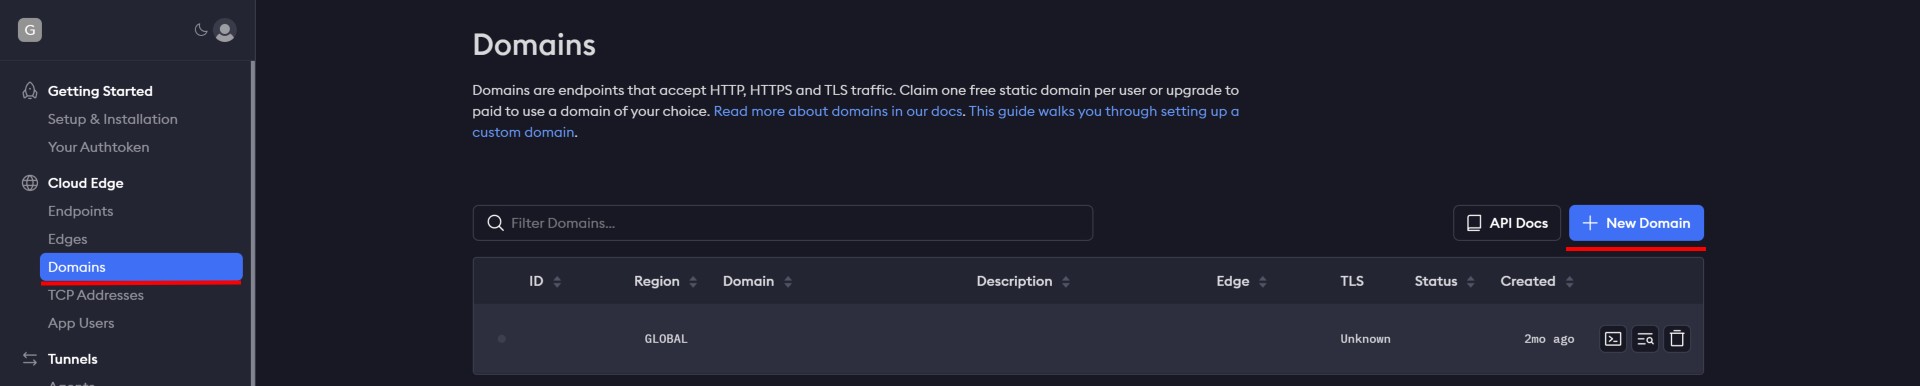 G
Getting Started
Setup & Installation
Your Authtoken
Cloud Edge
Endpoints
Edges
Domains
TCP Addresses
App Users
Tunnels
Agents
Domains
Domains are endpoints that accept HTTP, HTTPS and TLS traffic. Claim one free static domain per user or upgrade to
paid to use a domain of your choice. Read more about domains in our docs. This guide walks you through setting up a
custom domain.
Filter Domains...
API Docs
New Domain
ID Region Domain Description Edge TLS Status Created
GLOBAL Unknown 2mo ago